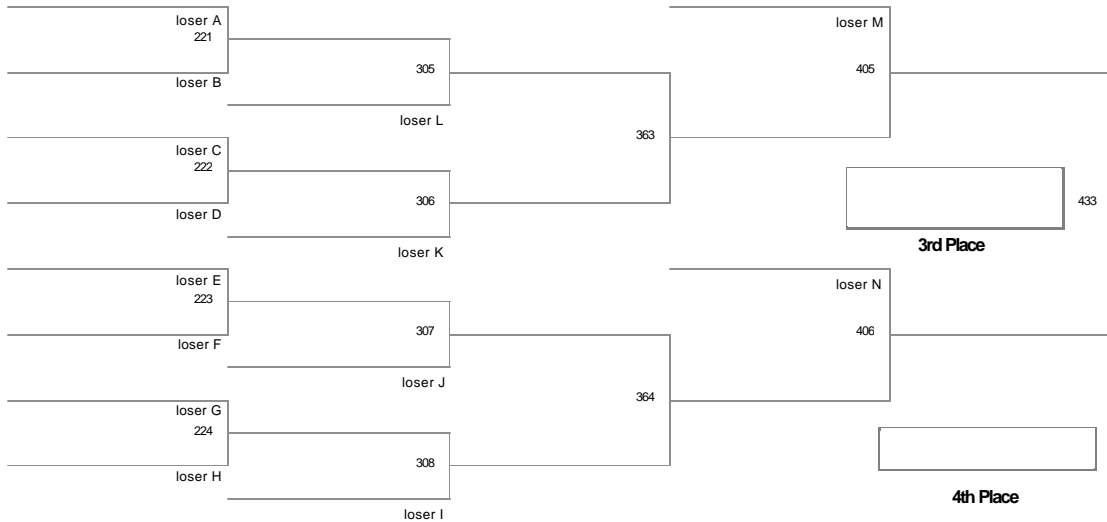 loser A
221
loser B
305
loser L
loser C
222
loser D
306
loser K
363
loser M
405
433
3rd Place
loser E
223
loser F
307
loser J
loser G
224
loser H
308
loser I
364
loser N
406
4th Place